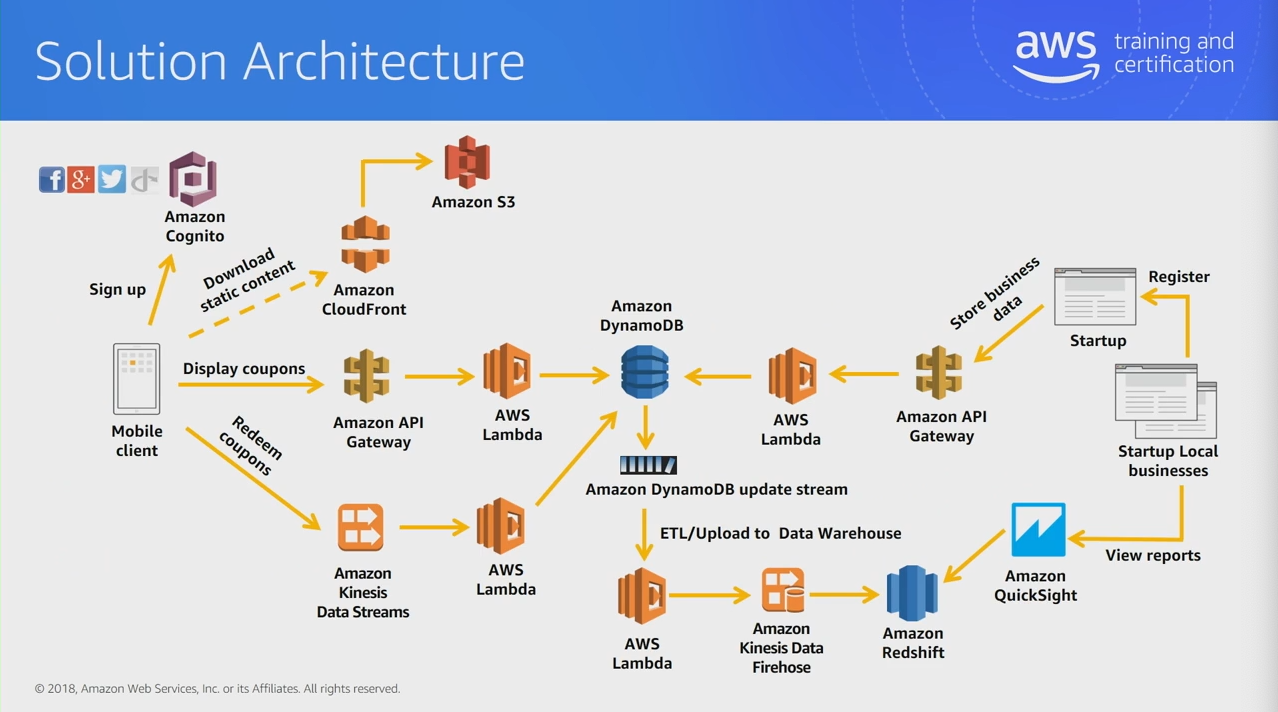 Solution Architecture
aws
training and
certification
f
g+
Amazon
Cognito
Amazon S3
Sign up
Download
static content
Amazon
CloudFront
Mobile
client
Display coupons
Amazon API
Gateway
AWS
Lambda
Amazon
DynamoDB
AWS
Lambda
Amazon API
Gateway
Store business
data
Startup
Register
Startup Local
businesses
Redeem
coupons
Amazon
Kinesis
Data Streams
AWS
Lambda
Amazon DynamoDB update stream
ETL/Upload to Data Warehouse
AWS
Lambda
Amazon
Kinesis Data
Firehose
Amazon
Redshift
Amazon
QuickSight
View reports
© 2018, Amazon Web Services, Inc. or its Affiliates. All rights reserved.